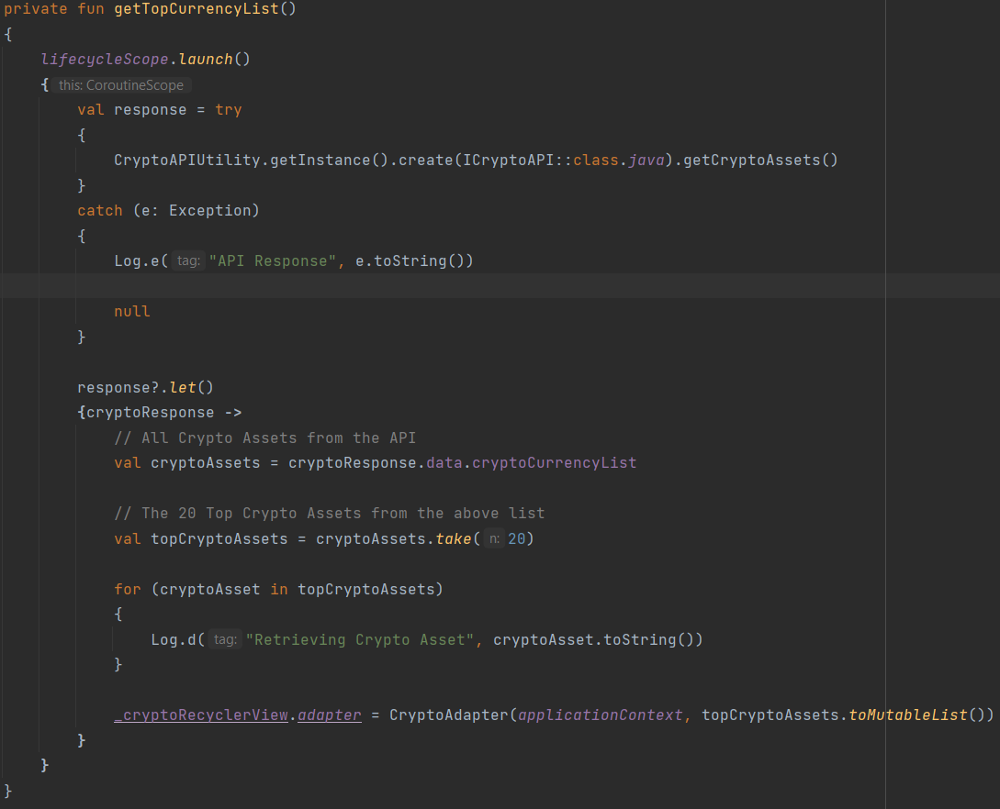 private fun getTopCurrencyList()
{
    lifecycleScope.launch()
    { this: CoroutineScope
        val response = try
        {
            CryptoAPIUtility.getInstance().create(ICryptoAPI::class.java).getCryptoAssets()
        }
        catch (e: Exception)
        {
            Log.e( tag: "API Response", e.toString())

            null
        }

        response?.let()
        {cryptoResponse ->
            // All Crypto Assets from the API
            val cryptoAssets = cryptoResponse.data.cryptoCurrencyList

            // The 20 Top Crypto Assets from the above list
            val topCryptoAssets = cryptoAssets.take( n: 20)

            for (cryptoAsset in topCryptoAssets)
            {
                Log.d( tag: "Retrieving Crypto Asset", cryptoAsset.toString())
            }

            _cryptoRecyclerView.adapter = CryptoAdapter(applicationContext, topCryptoAssets.toMutableList())
        }
    }
}